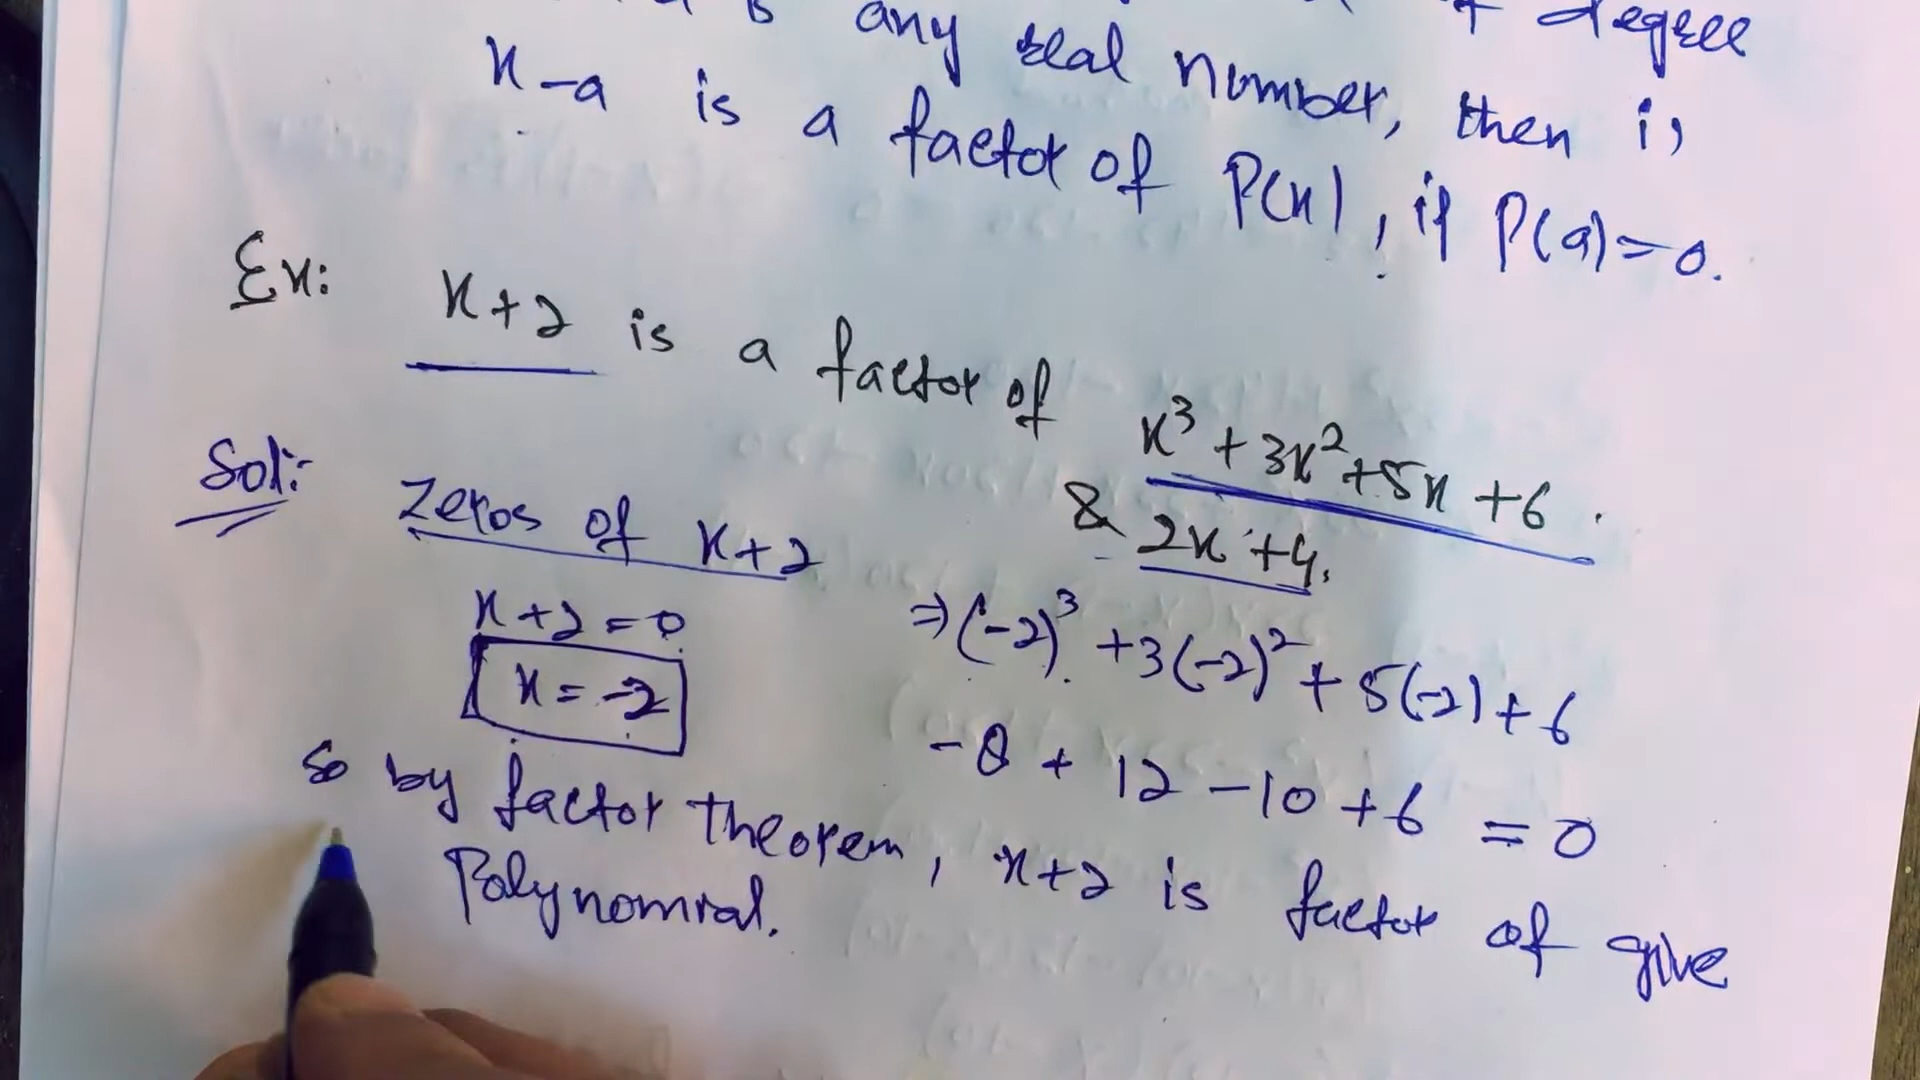 any real number, then i)
degree
x-a is a factor of P(x), if P(a)=0.
Ex: x+2 is a factor of x³+3x²+5x+6.
& 2x+4.
Sol:- Zeros of x+2
x+2=0
x=-2
⇒(-2)³+3(-2)²+5(-2)+6
-8+12-10+6=0
So by factor theorem, x+2 is factor of give
Polynomial.